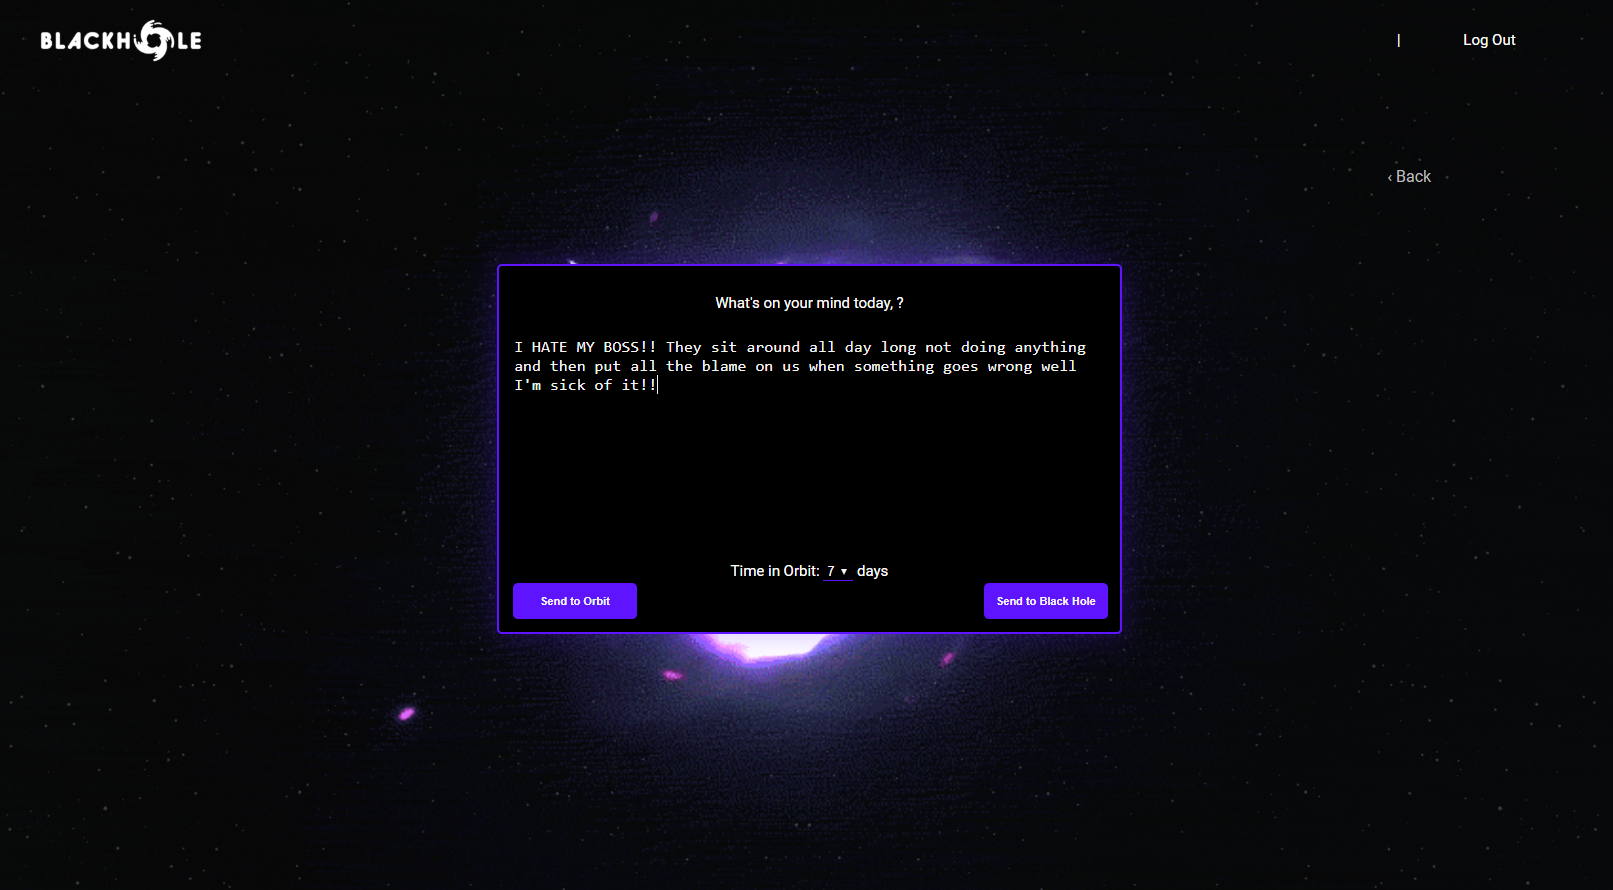 BLACKHOLE
| Log Out
‹ Back
What's on your mind today, ?
I HATE MY BOSS!! They sit around all day long not doing anything
and then put all the blame on us when something goes wrong well
I'm sick of it!!
Time in Orbit: 7 ▾ days
Send to Orbit
Send to Black Hole